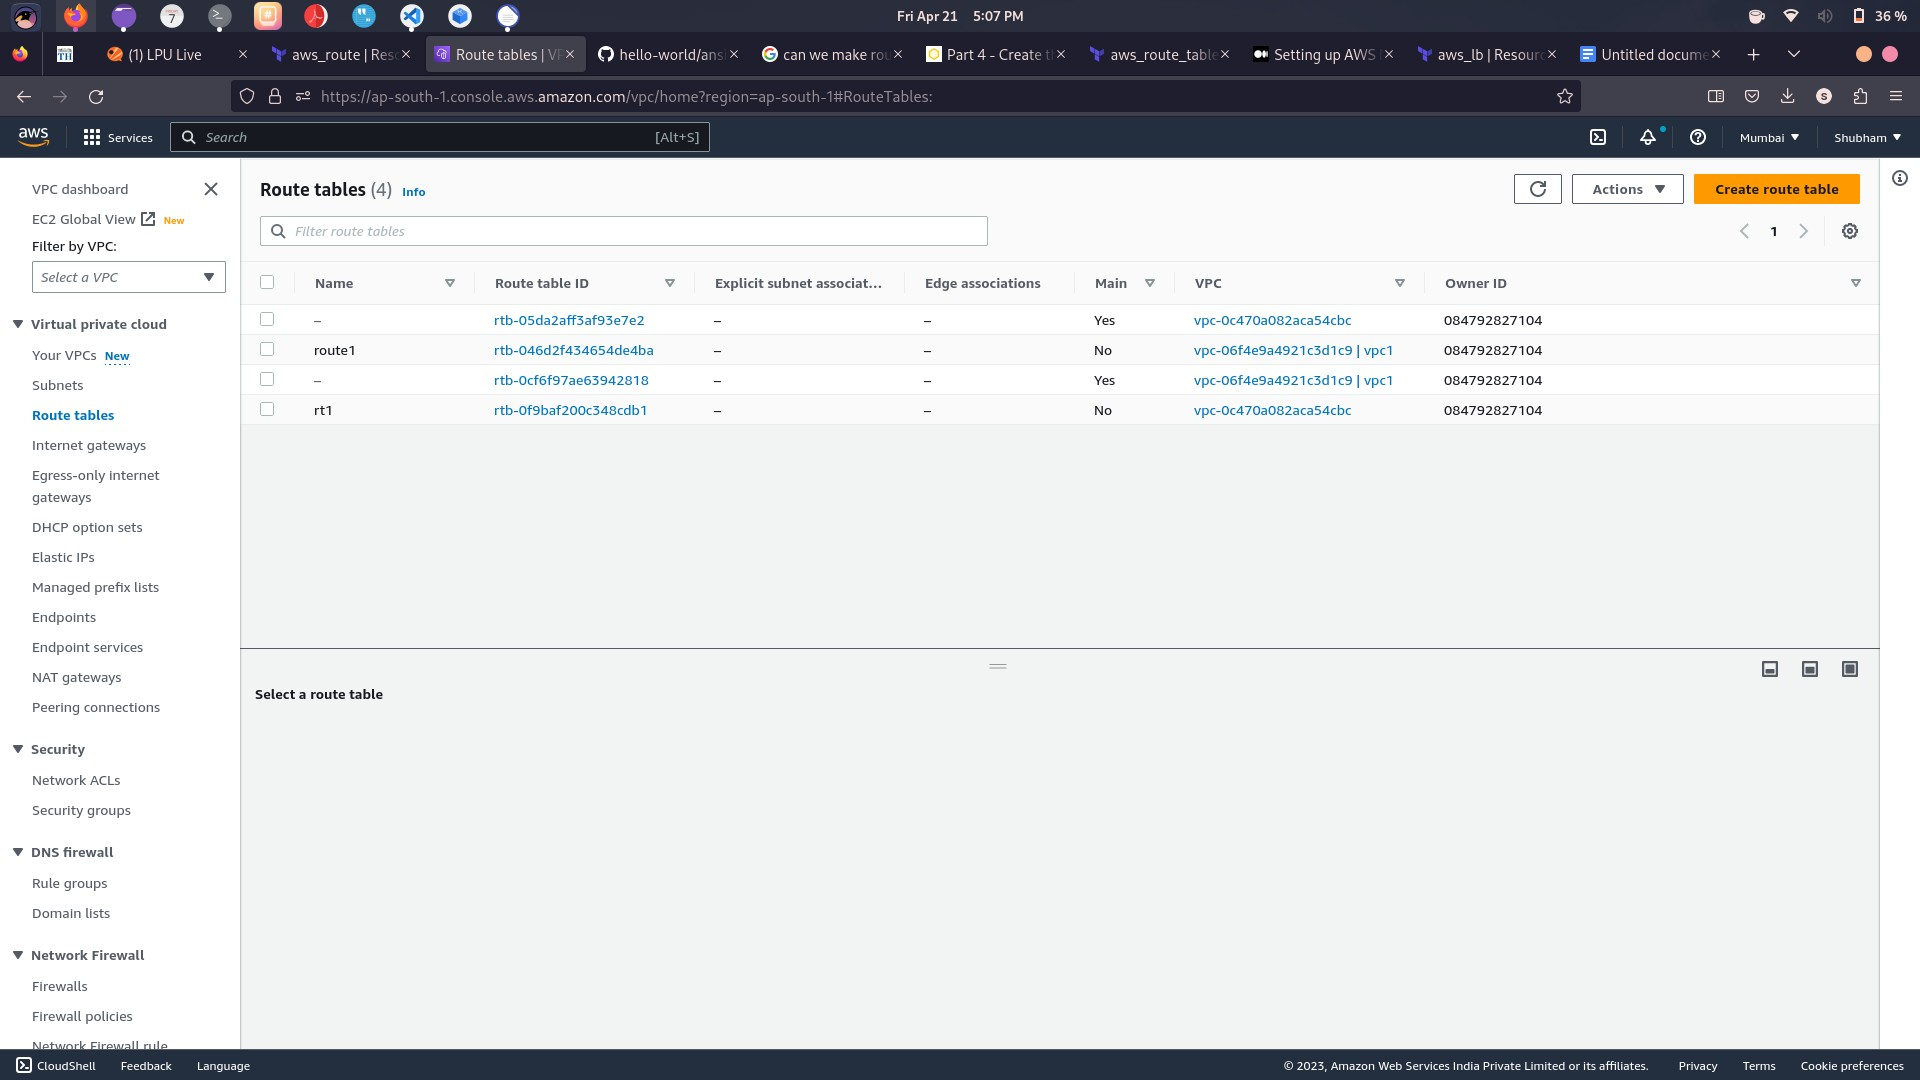 Fri Apr 21 5:07 PM
36 %
(1) LPU Live
aws_route | Resc
Route tables | VP
hello-world/ansi
can we make rou
Part 4 - Create t
aws_route_table
Setting up AWS
aws_lb | Resourc
Untitled docume
https://ap-south-1.console.aws.amazon.com/vpc/home?region=ap-south-1#RouteTables:
aws
Services
Search
[Alt+S]
Mumbai
Shubham
VPC dashboard
EC2 Global View New
Filter by VPC:
Select a VPC
Virtual private cloud
Your VPCs New
Subnets
Route tables
Internet gateways
Egress-only internet
gateways
DHCP option sets
Elastic IPs
Managed prefix lists
Endpoints
Endpoint services
NAT gateways
Peering connections
Security
Network ACLs
Security groups
DNS firewall
Rule groups
Domain lists
Network Firewall
Firewalls
Firewall policies
Network Firewall rule
Route tables (4) Info
Actions
Create route table
Filter route tables
1
Name Route table ID Explicit subnet associat... Edge associations Main VPC Owner ID
– rtb-05da2aff3af93e7e2 – – Yes vpc-0c470a082aca54cbc 084792827104
route1 rtb-046d2f434654de4ba – – No vpc-06f4e9a4921c3d1c9 | vpc1 084792827104
– rtb-0cf6f97ae63942818 – – Yes vpc-06f4e9a4921c3d1c9 | vpc1 084792827104
rt1 rtb-0f9baf200c348cdb1 – – No vpc-0c470a082aca54cbc 084792827104
Select a route table
CloudShell Feedback Language
© 2023, Amazon Web Services India Private Limited or its affiliates. Privacy Terms Cookie preferences